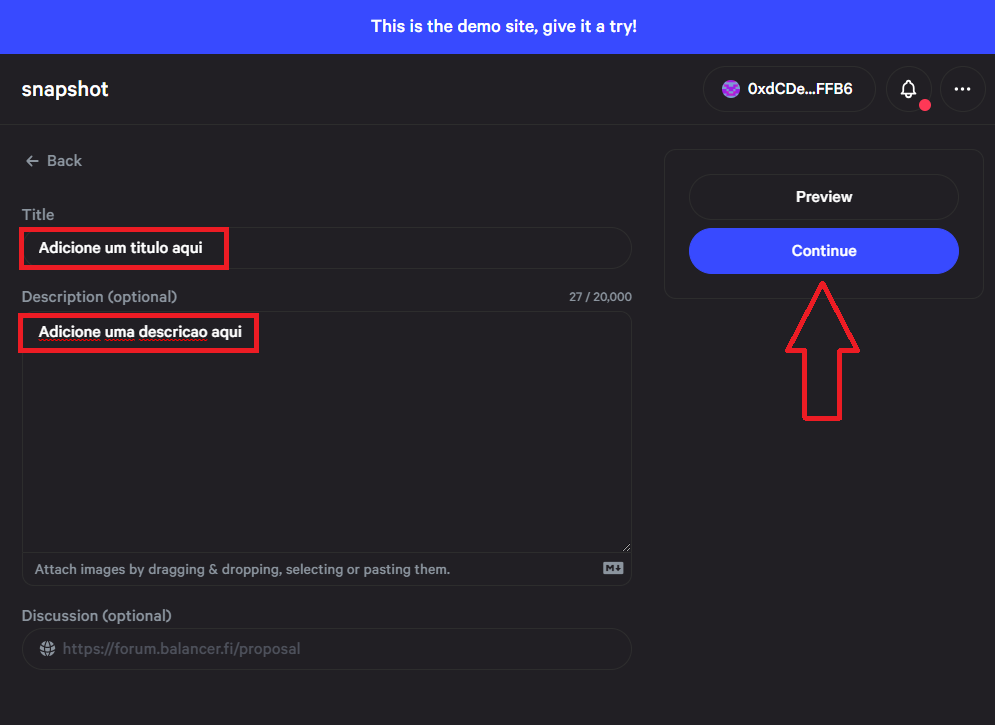 This is the demo site, give it a try!
snapshot
0xdCDe...FFB6
Back
Title
Adicione um titulo aqui
Description (optional)
27 / 20,000
Adicione uma descricao aqui
Attach images by dragging & dropping, selecting or pasting them.
M
Discussion (optional)
https://forum.balancer.fi/proposal
Preview
Continue